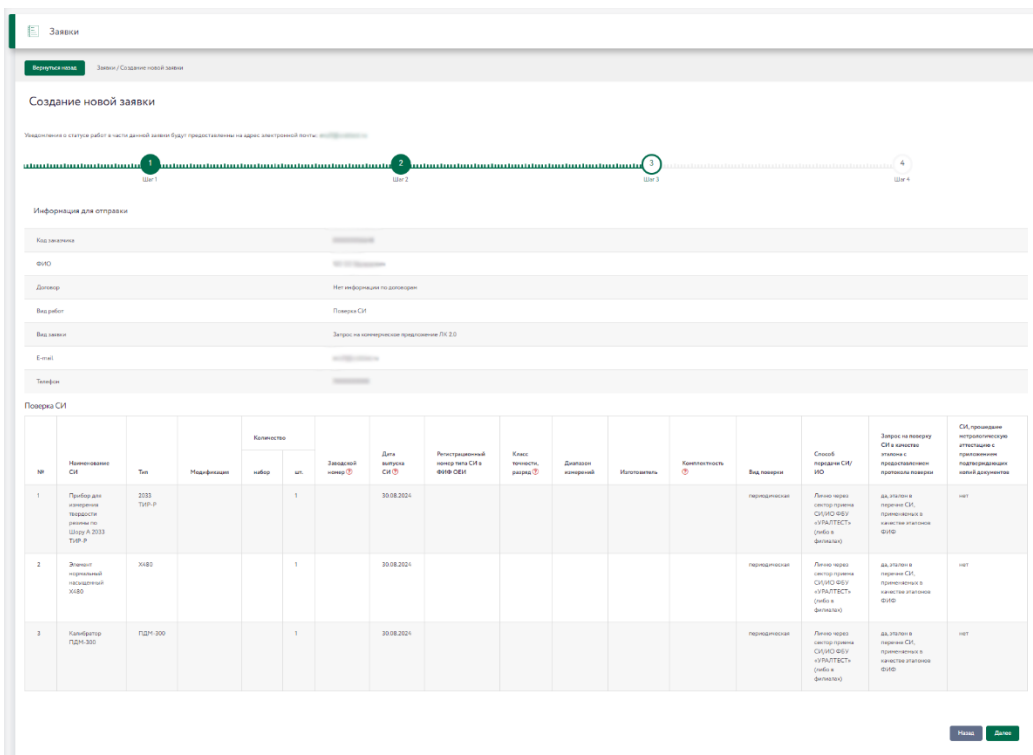 Заявки
Вернуться назад Заявки / Создание новой заявки
Создание новой заявки
Уведомление о статусе работ в части данной заявки будут предоставлены на адрес электронной почты:
1 2 3 4
Шаг 1 Шаг 2 Шаг 3 Шаг 4
Информация для отправки
Код заказчика
ФИО
Договор Нет информации по договорам
Вид работ Поверка СИ
Вид заявки Запрос на коммерческое предложение ЛК 2.0
E-mail
Телефон
Поверка СИ
№
Наименование
СИ
Тип
Модификация
Количество
набор
шт.
Заводской
номер ?
Дата
выпуска
СИ ?
Регистрационный
номер типа СИ в
ФИФ ОЕИ
Класс
точности,
разряд ?
Диапазон
измерений
Изготовитель
Комплектность
?
Вид поверки
Способ
передачи СИ/
ИО
Запрос на поверку
СИ в качестве
эталона с
предоставлением
протокола поверки
СИ, прошедшие
метрологическую
аттестацию с
приложением
подтверждающих
копий документов
1
Прибор для
измерения
твердости
резины по
Шору А 2033
ТИР-Р
2033
ТИР-Р
1
30.08.2024
периодическая
Лично через
сектор приема
СИ/ИО ФБУ
«УРАЛТЕСТ»
(либо в
филиалах)
да, эталон в
перечне СИ,
применяемых в
качестве эталонов
ФИФ
нет
2
Элемент
нормальный
насыщенный
Х480
Х480
1
30.08.2024
периодическая
Лично через
сектор приема
СИ/ИО ФБУ
«УРАЛТЕСТ»
(либо в
филиалах)
да, эталон в
перечне СИ,
применяемых в
качестве эталонов
ФИФ
нет
3
Калибратор
ПДМ-300
ПДМ-300
1
30.08.2024
периодическая
Лично через
сектор приема
СИ/ИО ФБУ
«УРАЛТЕСТ»
(либо в
филиалах)
да, эталон в
перечне СИ,
применяемых в
качестве эталонов
ФИФ
нет
Назад Далее